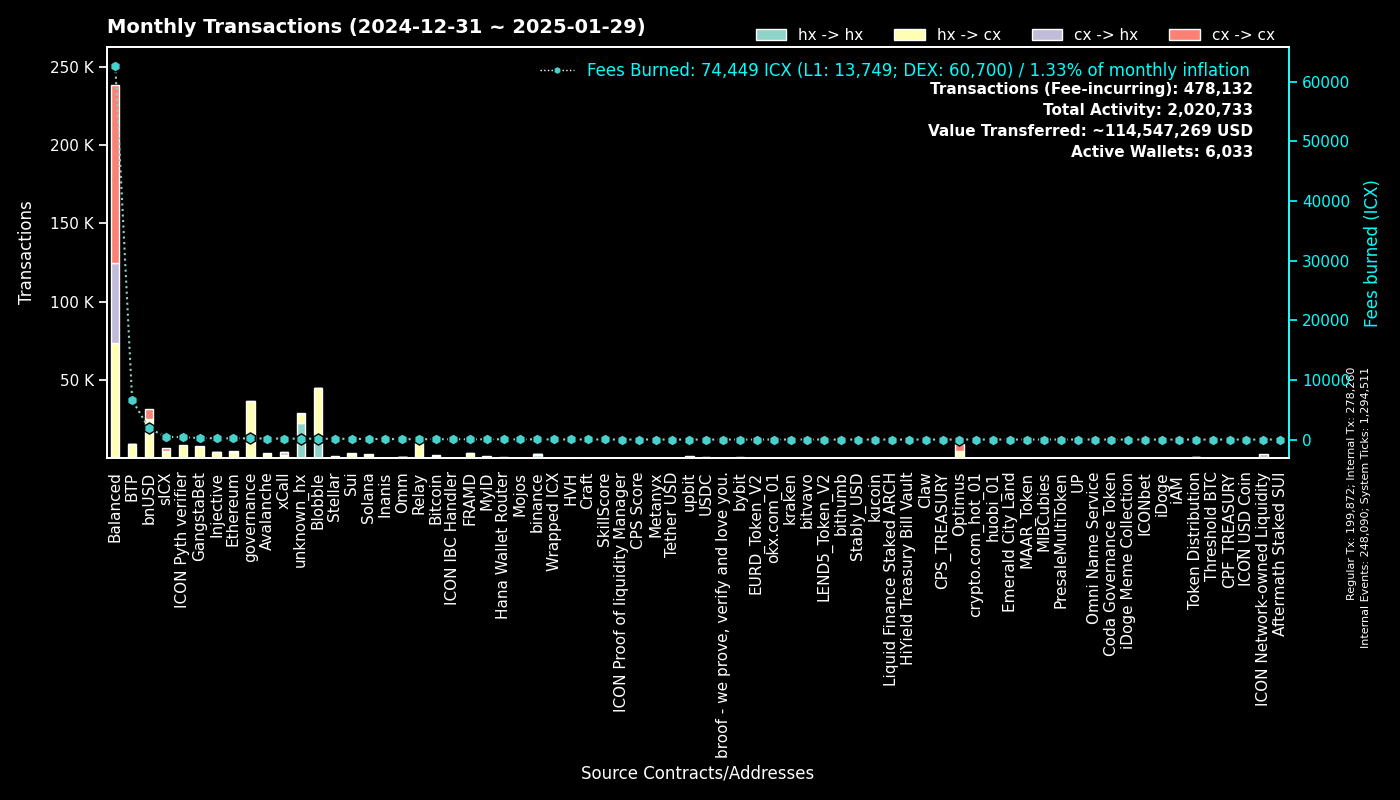 Monthly Transactions (2024-12-31 ~ 2025-01-29)
hx -> hx
hx -> cx
cx -> hx
cx -> cx
Fees Burned: 74,449 ICX (L1: 13,749; DEX: 60,700) / 1.33% of monthly inflation
Transactions (Fee-incurring): 478,132
Total Activity: 2,020,733
Value Transferred: ~114,547,269 USD
Active Wallets: 6,033
Transactions
250 K
200 K
150 K
100 K
50 K
60000
50000
40000
30000
20000
10000
0
Fees burned (ICX)
Regular Tx: 199,872; Internal Tx: 278,260
Internal Events: 248,090; System Ticks: 1,294,511
Balanced
BTP
bnUSD
sICX
ICON Pyth verifier
GangstaBet
Injective
Ethereum
governance
Avalanche
xCall
unknown_hx
Blobble
Stellar
Sui
Solana
Inanis
Omm
Relay
Bitcoin
ICON IBC Handler
FRAMD
MyID
Hana Wallet Router
Mojos
binance
Wrapped ICX
HVH
Craft
SkillScore
ICON Proof of liquidity Manager
CPS Score
Metanyx
Tether_USD
upbit
USDC
broof - we prove, verify and love you.
bybit
EURD_Token_V2
okx.com_01
kraken
bitvavo
LEND5_Token_V2
bithumb
Stably_USD
kucoin
Liquid Finance Staked ARCH
HiYield Treasury Bill Vault
Claw
CPS_TREASURY
Optimus
crypto.com_hot_01
huobi_01
Emerald City Land
MAAR_Token
MIBCubies
PresaleMultiToken
UP
Omni Name Service
Coda Governance Token
iDoge Meme Collection
ICONbet
iDoge
iAM
Token Distribution
Threshold BTC
CPF_TREASURY
ICON USD Coin
ICON Network-owned Liquidity
Aftermath Staked SUI
Source Contracts/Addresses